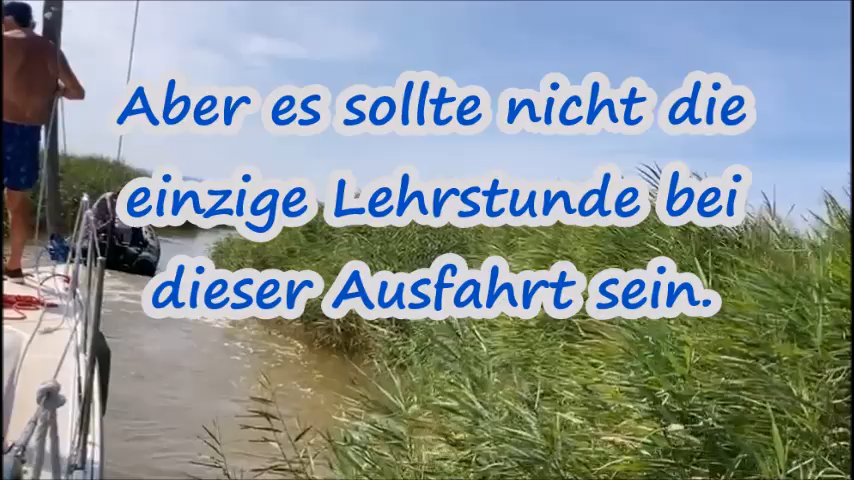 Aber es sollte nicht die
einzige Lehrstunde bei
dieser Ausfahrt sein.